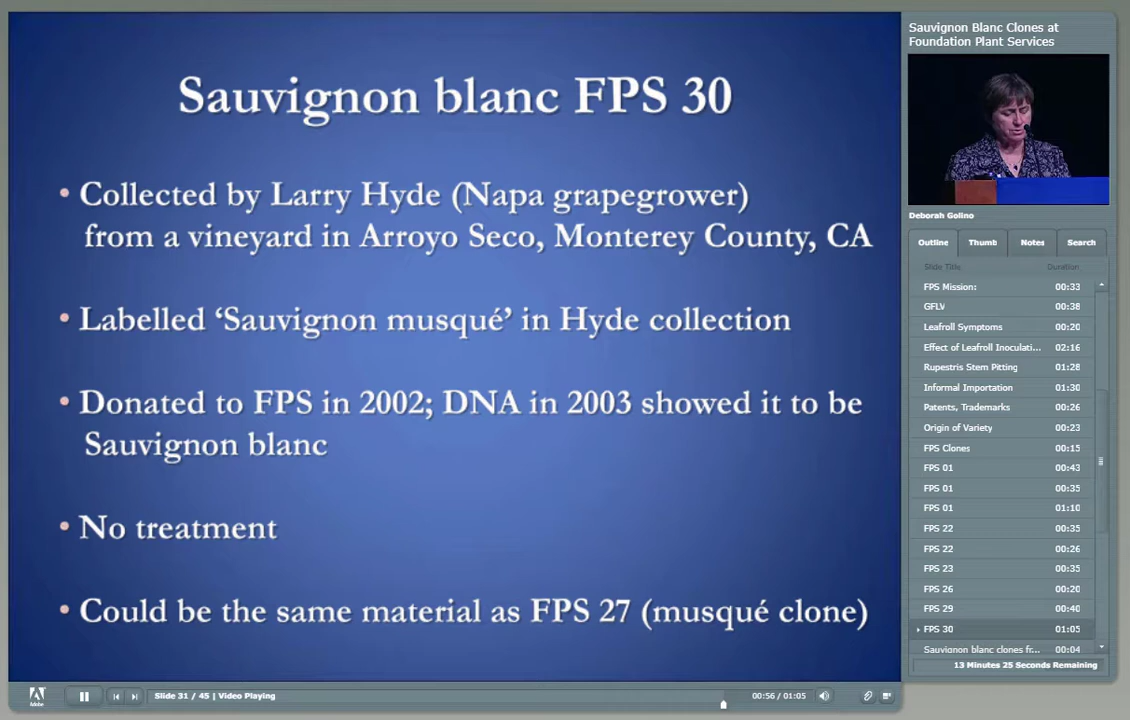 Sauvignon blanc FPS 30
• Collected by Larry Hyde (Napa grapegrower)
from a vineyard in Arroyo Seco, Monterey County, CA
• Labelled ‘Sauvignon musqué’ in Hyde collection
• Donated to FPS in 2002; DNA in 2003 showed it to be
Sauvignon blanc
• No treatment
• Could be the same material as FPS 27 (musqué clone)
Sauvignon Blanc Clones at
Foundation Plant Services
Deborah Golino
Outline Thumb Notes Search
Slide Title Duration
FPS Mission: 00:33
GFLV 00:38
Leafroll Symptoms 00:20
Effect of Leafroll Inoculati... 02:16
Rupestris Stem Pitting 01:28
Informal Importation 01:30
Patents, Trademarks 00:26
Origin of Variety 00:23
FPS Clones 00:15
FPS 01 00:43
FPS 01 00:35
FPS 01 01:10
FPS 22 00:35
FPS 22 00:26
FPS 23 00:35
FPS 26 00:20
FPS 29 00:40
FPS 30 01:05
Sauvignon blanc clones fr... 00:04
13 Minutes 25 Seconds Remaining
Adobe
Slide 31 / 45 | Video Playing
00:56 / 01:05